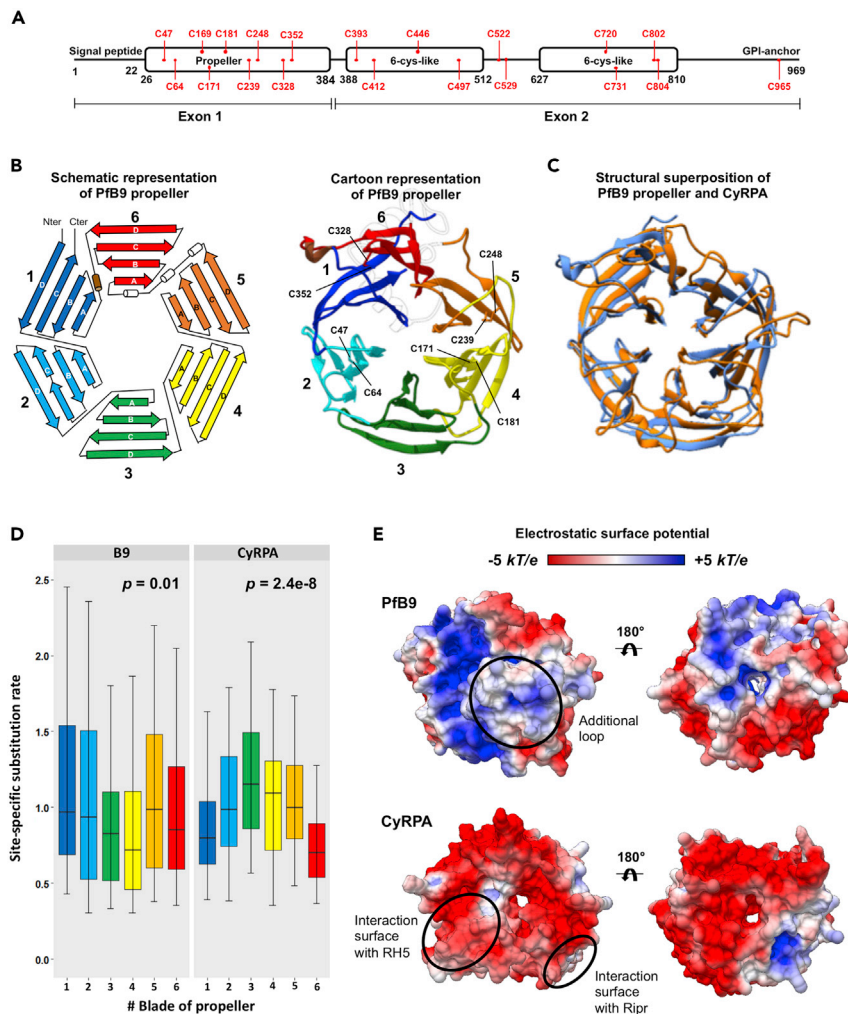 A
C47 C169 C181 C248 C352 C393 C446 C522 C720 C802
Signal peptide Propeller 6-cys-like 6-cys-like GPI-anchor
1 22 26 384 388 512 627 810 969
C64 C171 C239 C328 C412 C497 C529 C731 C804 C965
Exon 1 Exon 2
B
Schematic representation
of PfB9 propeller
Nter Cter
6
D
C
B
A
1
D
C
B
A
5
A
B
C
D
2
D
C
B
A
4
A
B
C
D
A
B
C
D
3
Cartoon representation
of PfB9 propeller
6
C328
C248
1
5
C352
C47
C239
C171
2
C64
4
C181
3
C
Structural superposition of
PfB9 propeller and CyRPA
D
B9 CyRPA
p = 0.01 p = 2.4e-8
Site-specific substitution rate
2.5
2.0
1.5
1.0
0.5
0.0
1 2 3 4 5 6 1 2 3 4 5 6
# Blade of propeller
E
Electrostatic surface potential
-5 kT/e +5 kT/e
PfB9
180°
Additional
loop
CyRPA
180°
Interaction
surface
with RH5
Interaction
surface
with Ripr